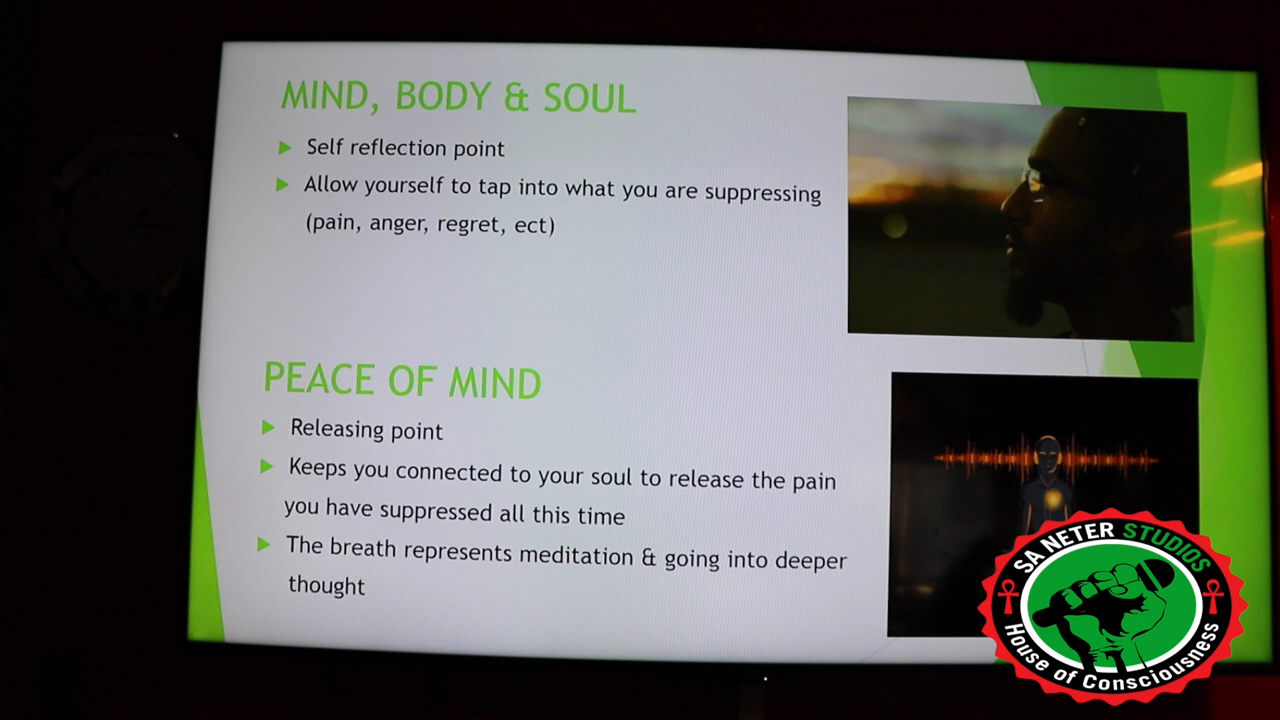 MIND, BODY & SOUL
Self reflection point
Allow yourself to tap into what you are suppressing
(pain, anger, regret, ect)
PEACE OF MIND
Releasing point
Keeps you connected to your soul to release the pain
you have suppressed all this time
The breath represents meditation & going into deeper
thought
SA NETER STUDIOS
House of Consciousness